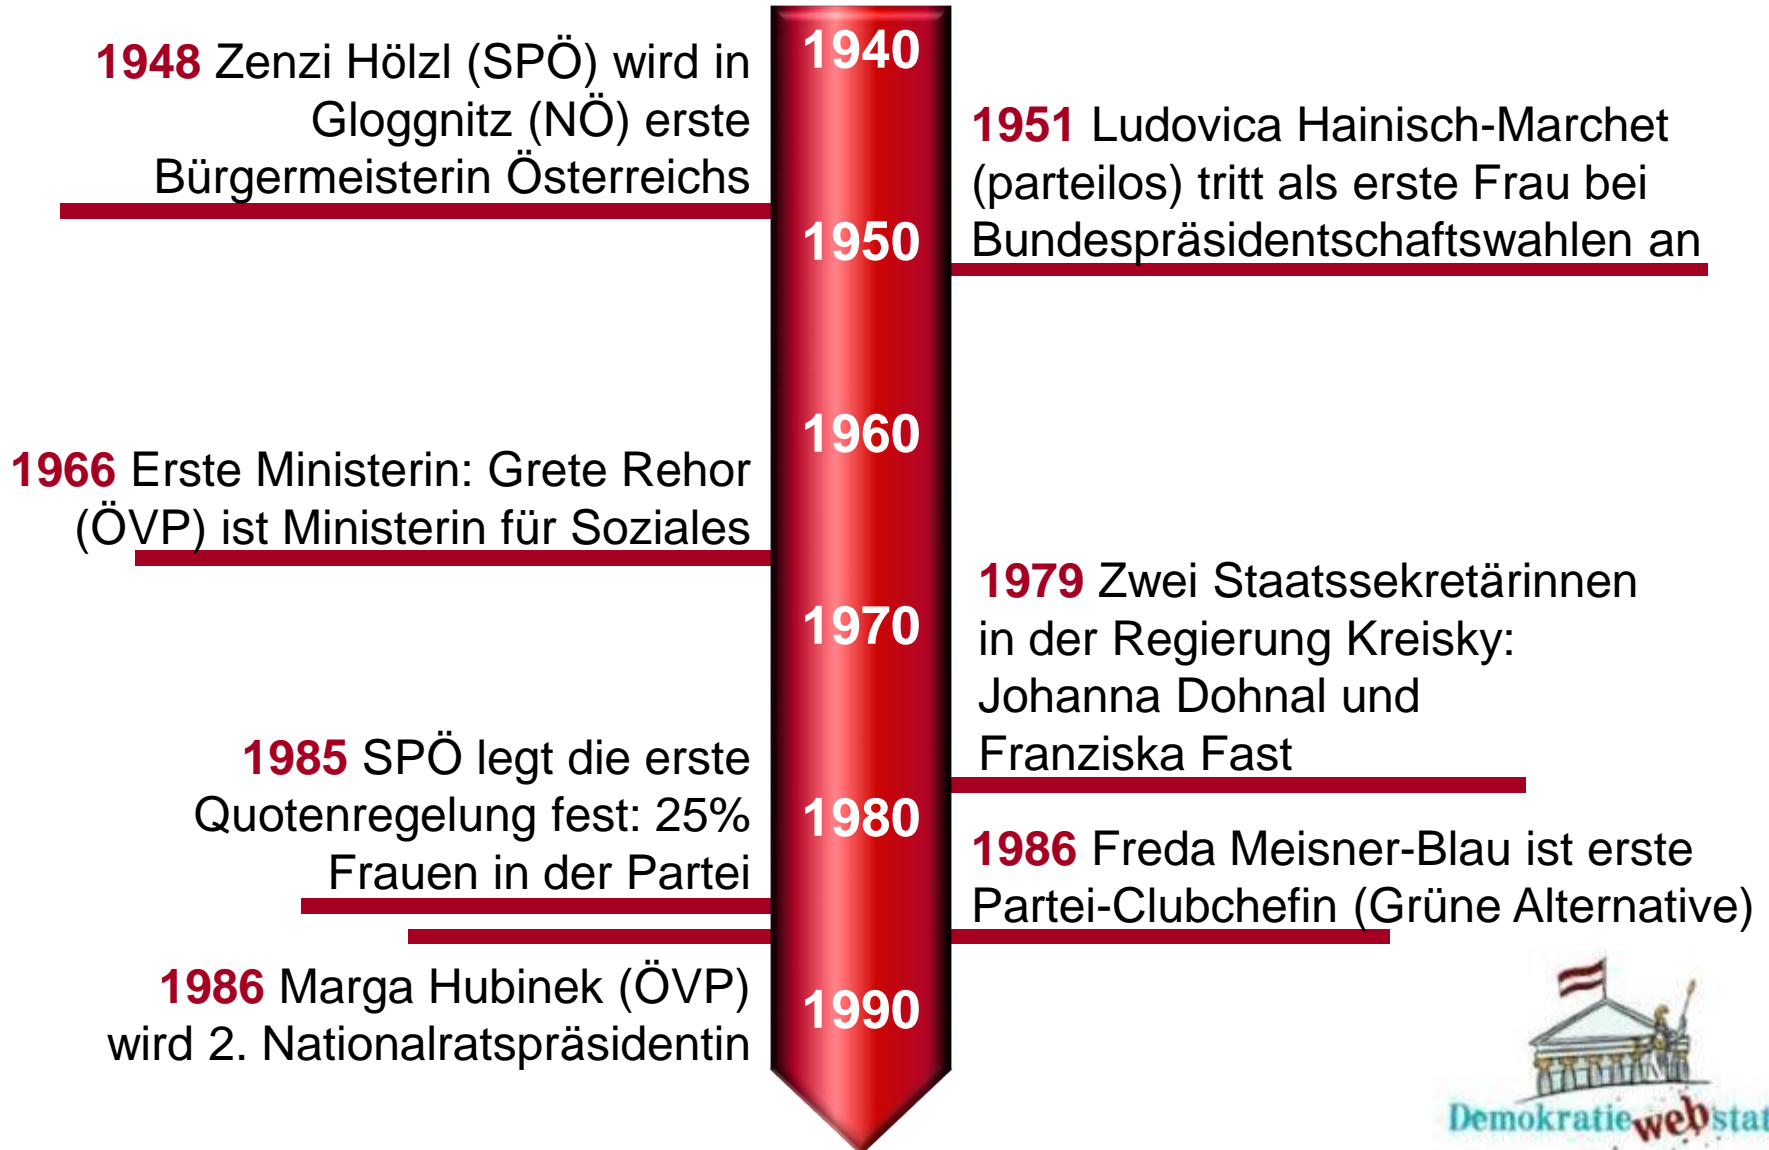 1940
1948 Zenzi Hölzl (SPÖ) wird in
Gloggnitz (NÖ) erste
Bürgermeisterin Österreichs
1951 Ludovica Hainisch-Marchet
(parteilos) tritt als erste Frau bei
Bundespräsidentschaftswahlen an
1950
1960
1966 Erste Ministerin: Grete Rehor
(ÖVP) ist Ministerin für Soziales
1979 Zwei Staatssekretärinnen
in der Regierung Kreisky:
Johanna Dohnal und
Franziska Fast
1970
1985 SPÖ legt die erste
Quotenregelung fest: 25%
Frauen in der Partei
1980
1986 Freda Meisner-Blau ist erste
Partei-Clubchefin (Grüne Alternative)
1986 Marga Hubinek (ÖVP)
wird 2. Nationalratspräsidentin
1990
Demokratiewebstat